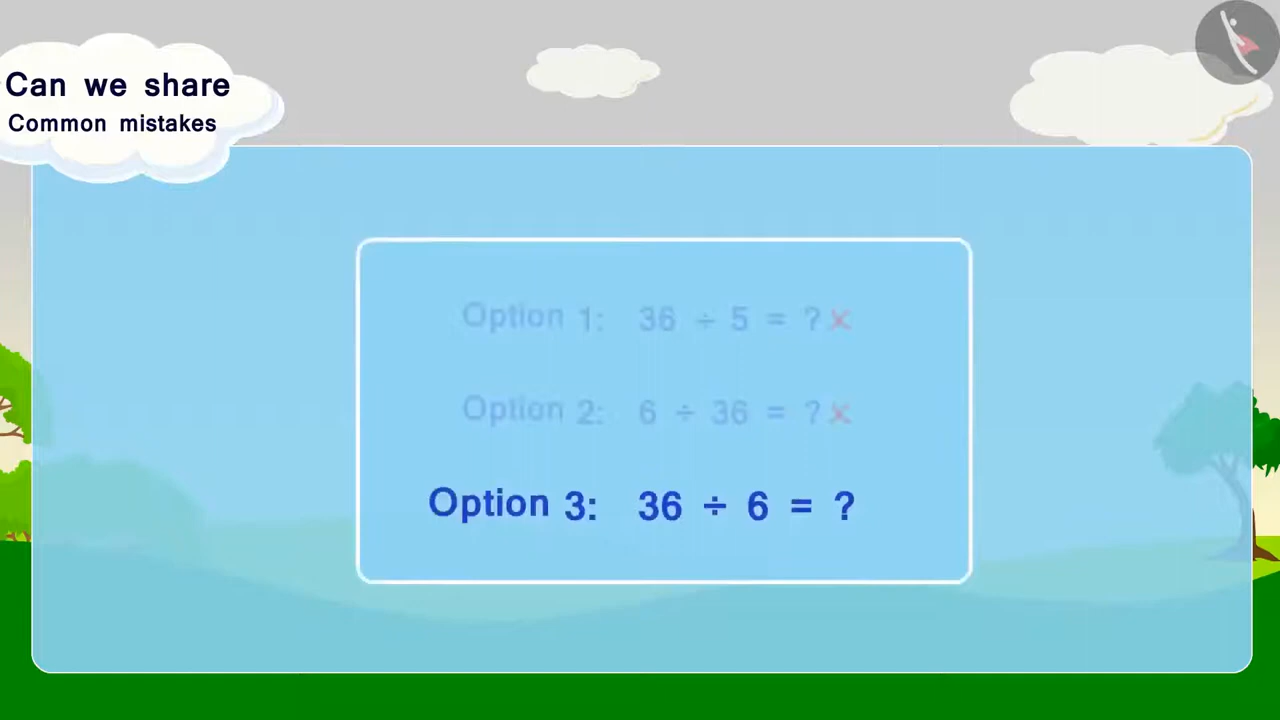 Can we share
Common mistakes
Option 1: 36 ÷ 5 = ? ×
Option 2: 6 ÷ 36 = ? ×
Option 3: 36 ÷ 6 = ?